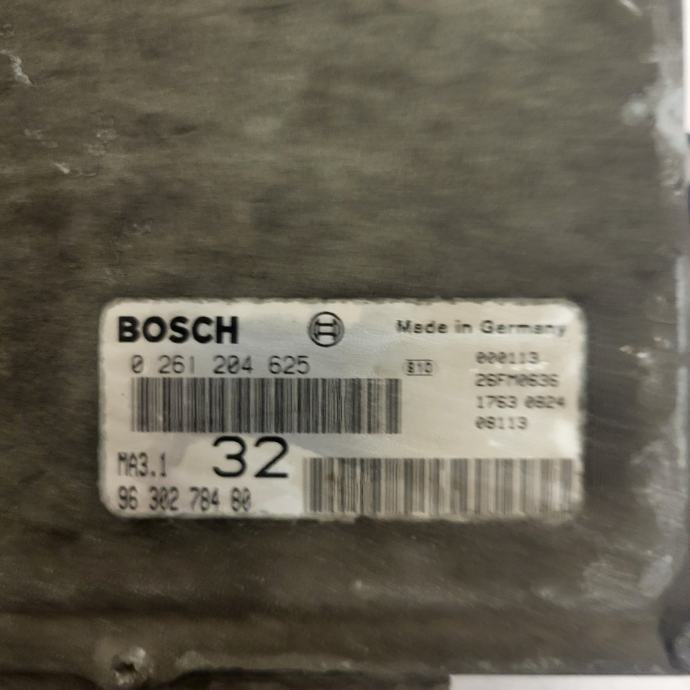 BOSCH
Made in Germany
0 261 204 625
000113
26FM0636
1763 0824
08113
MA3.1
32
96 302 784 80